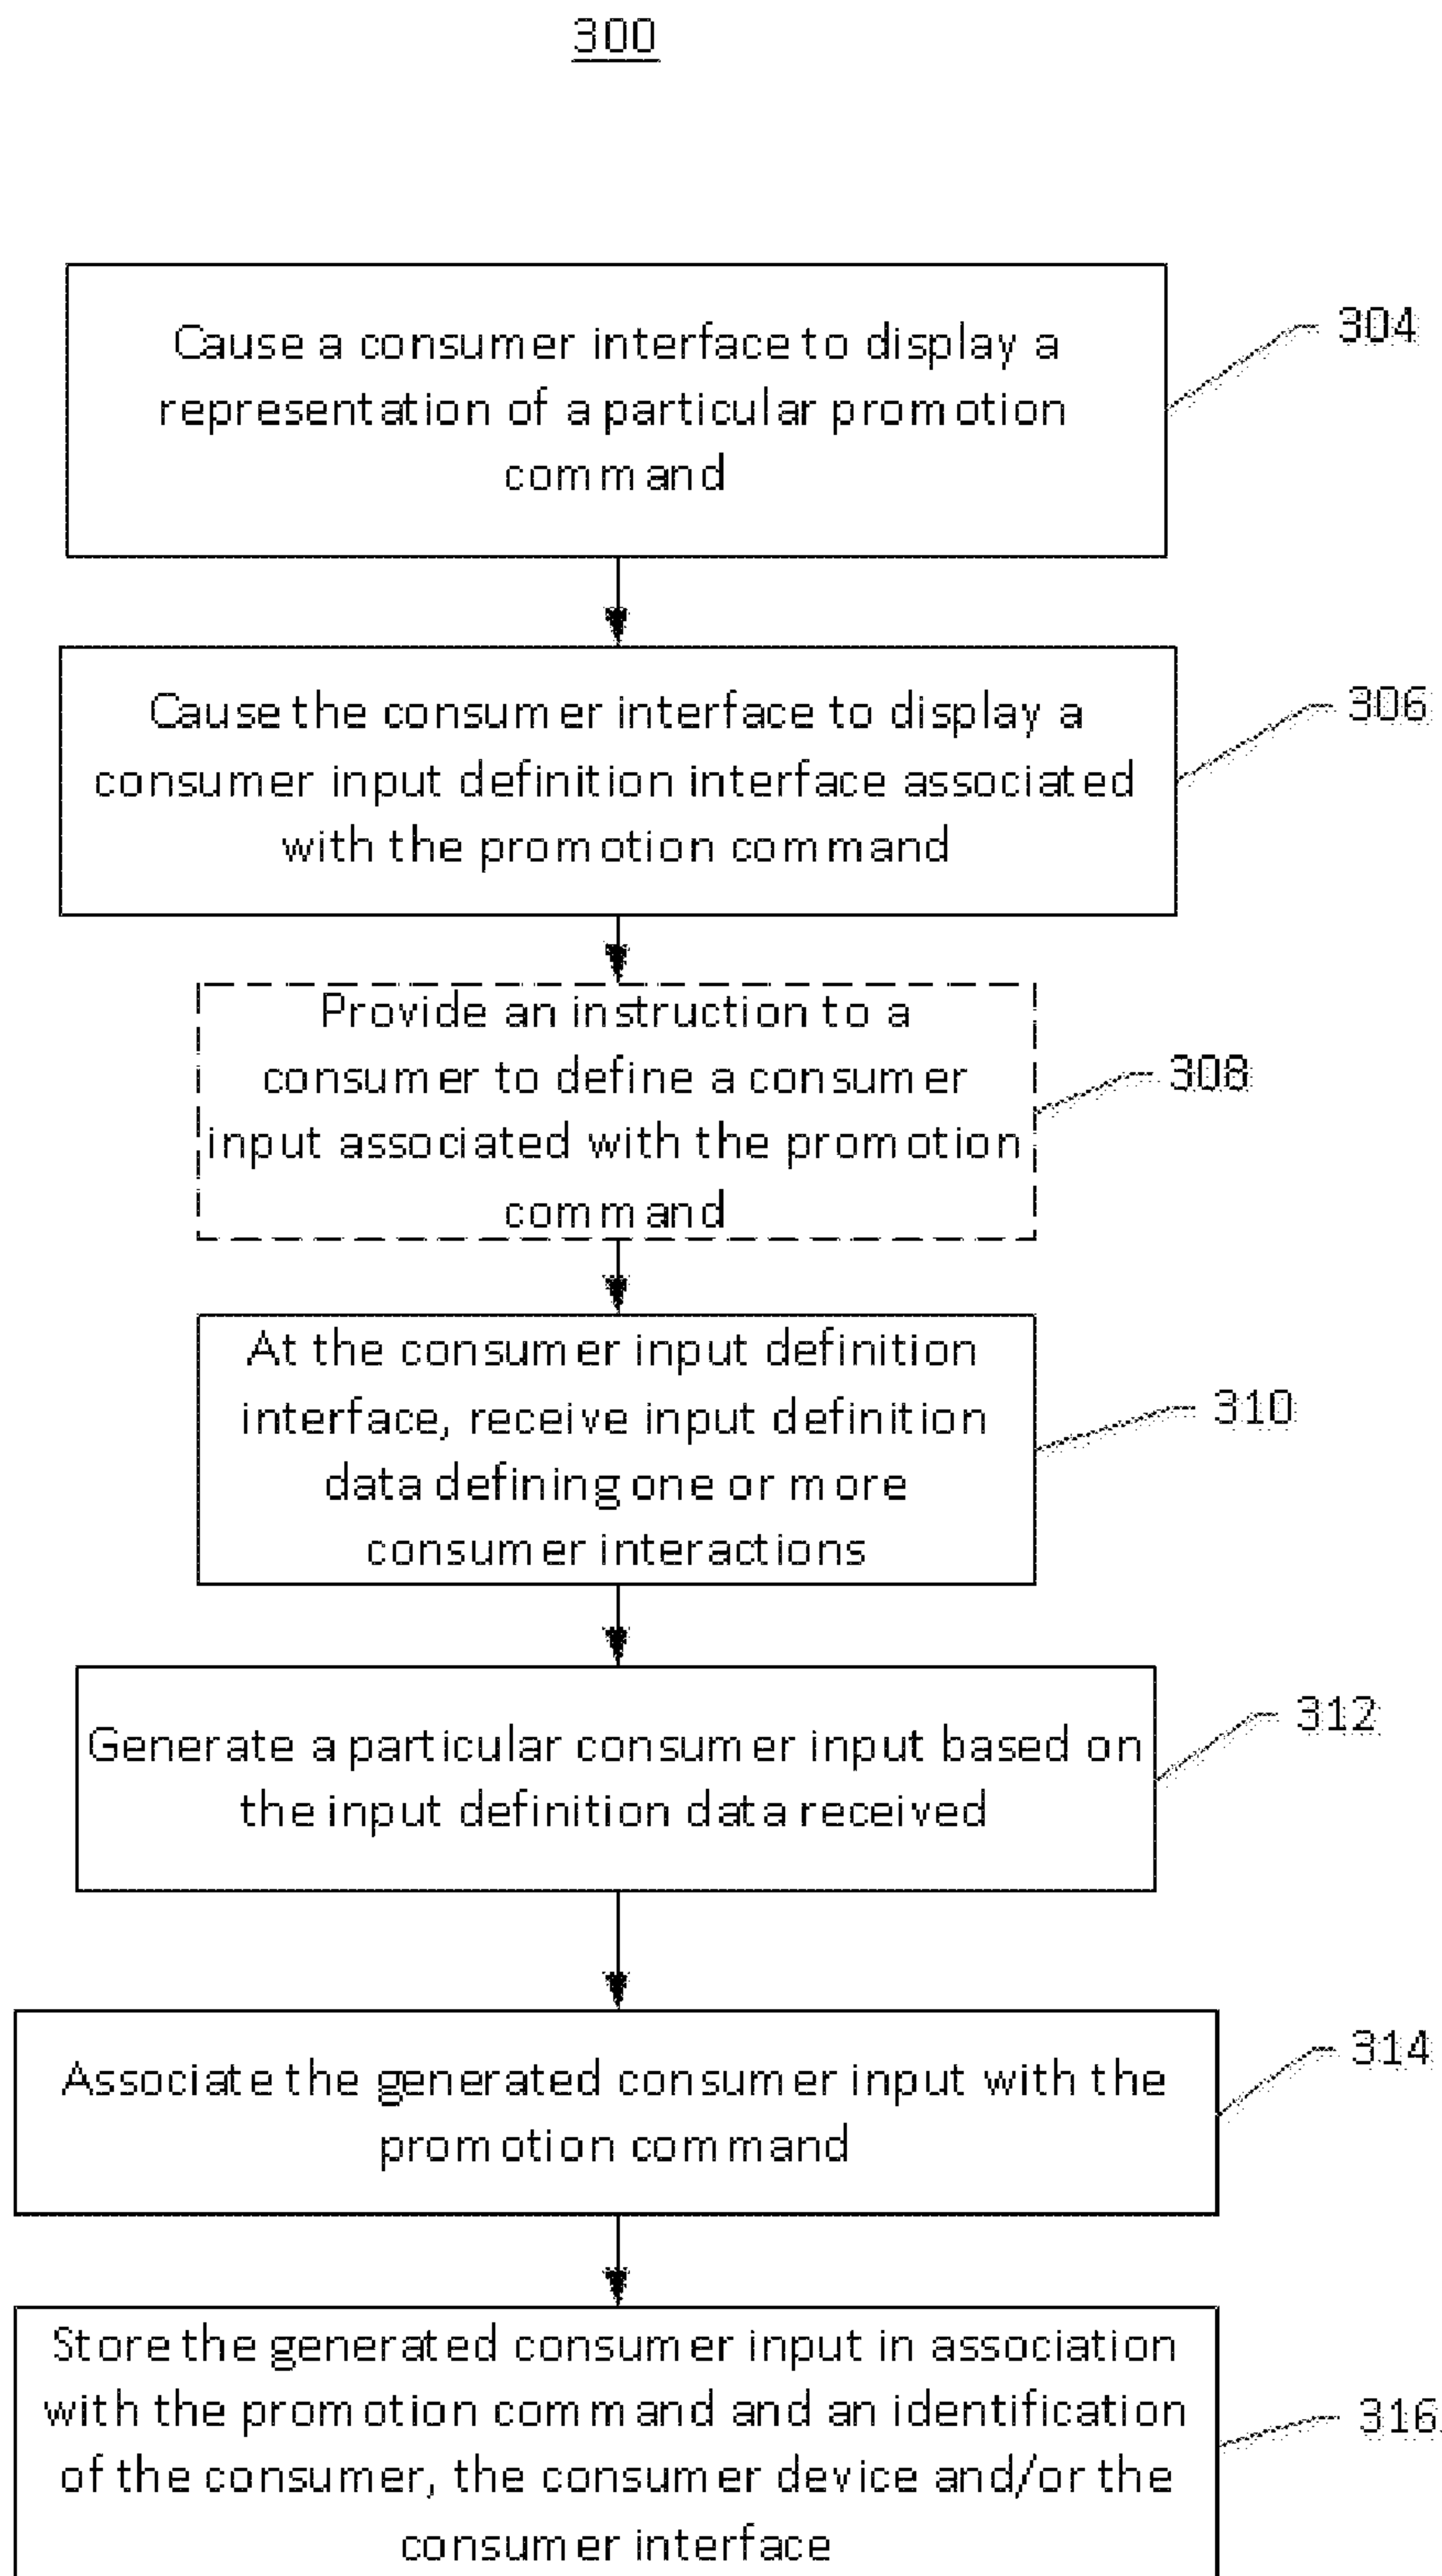 300
Cause a consumer interface to display a
representation of a particular promotion
command
304
Cause the consumer interface to display a
consumer input definition interface associated
with the promotion command
306
Provide an instruction to a
consumer to define a consumer
input associated with the promotion
command
308
At the consumer input definition
interface, receive input definition
data defining one or more
consumer interactions
310
Generate a particular consumer input based on
the input definition data received
312
Associate the generated consumer input with the
promotion command
314
Store the generated consumer input in association
with the promotion command and an identification
of the consumer, the consumer device and/or the
consumer interface
316